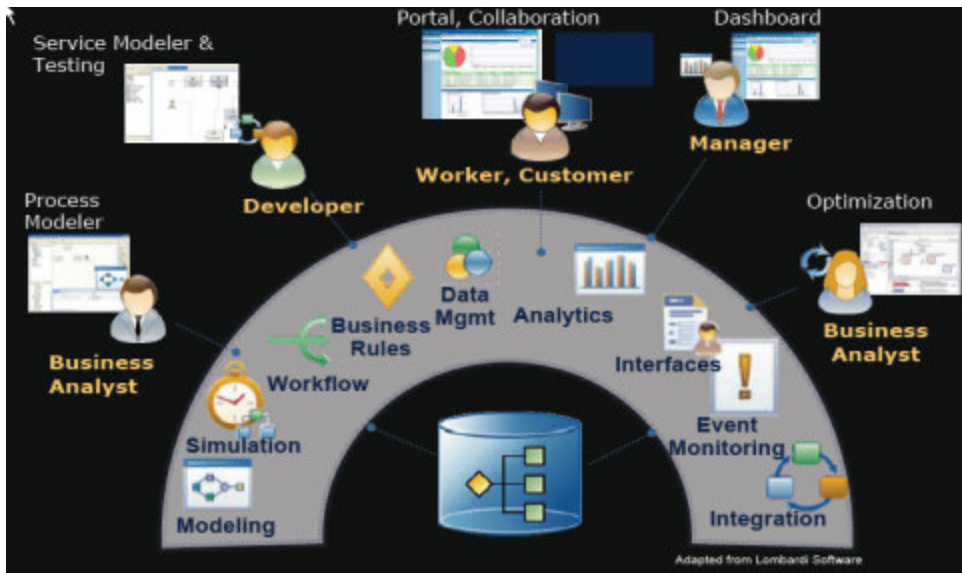 Portal, Collaboration
Dashboard
Service Modeler &
Testing
Manager
Worker, Customer
Developer
Process
Modeler
Optimization
Data
Mgmt
Analytics
Business
Rules
Business
Analyst
Interfaces
Business
Analyst
Workflow
Event
Monitoring
Simulation
Modeling
Integration
Adapted from Lombardi Software